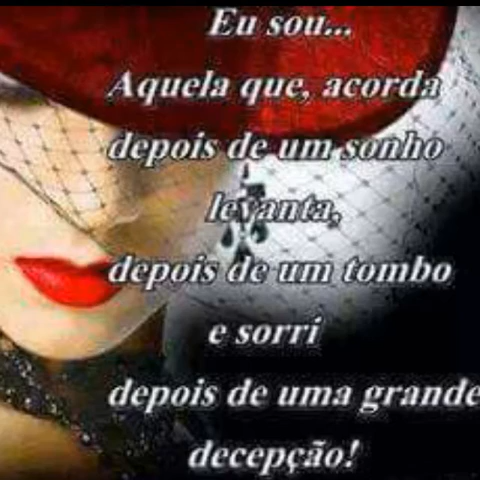 Eu sou...
Aquela que, acorda
depois de um sonho
levanta,
depois de um tombo
e sorri
depois de uma grande
decepção!